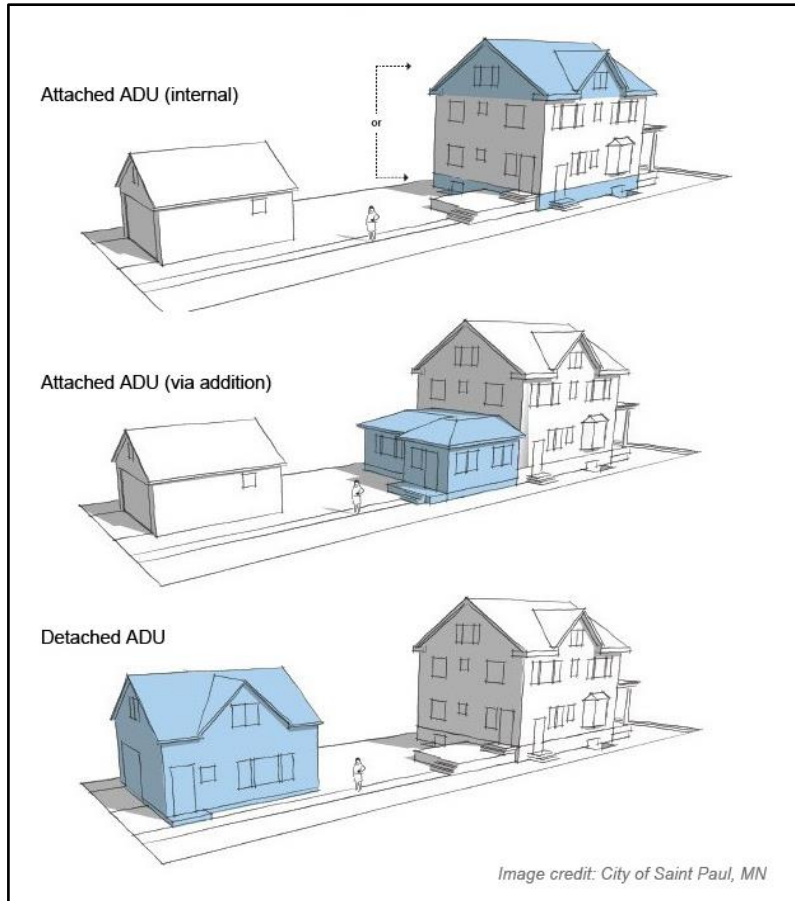 Attached ADU (internal)
or
Attached ADU (via addition)
Detached ADU
Image credit: City of Saint Paul, MN